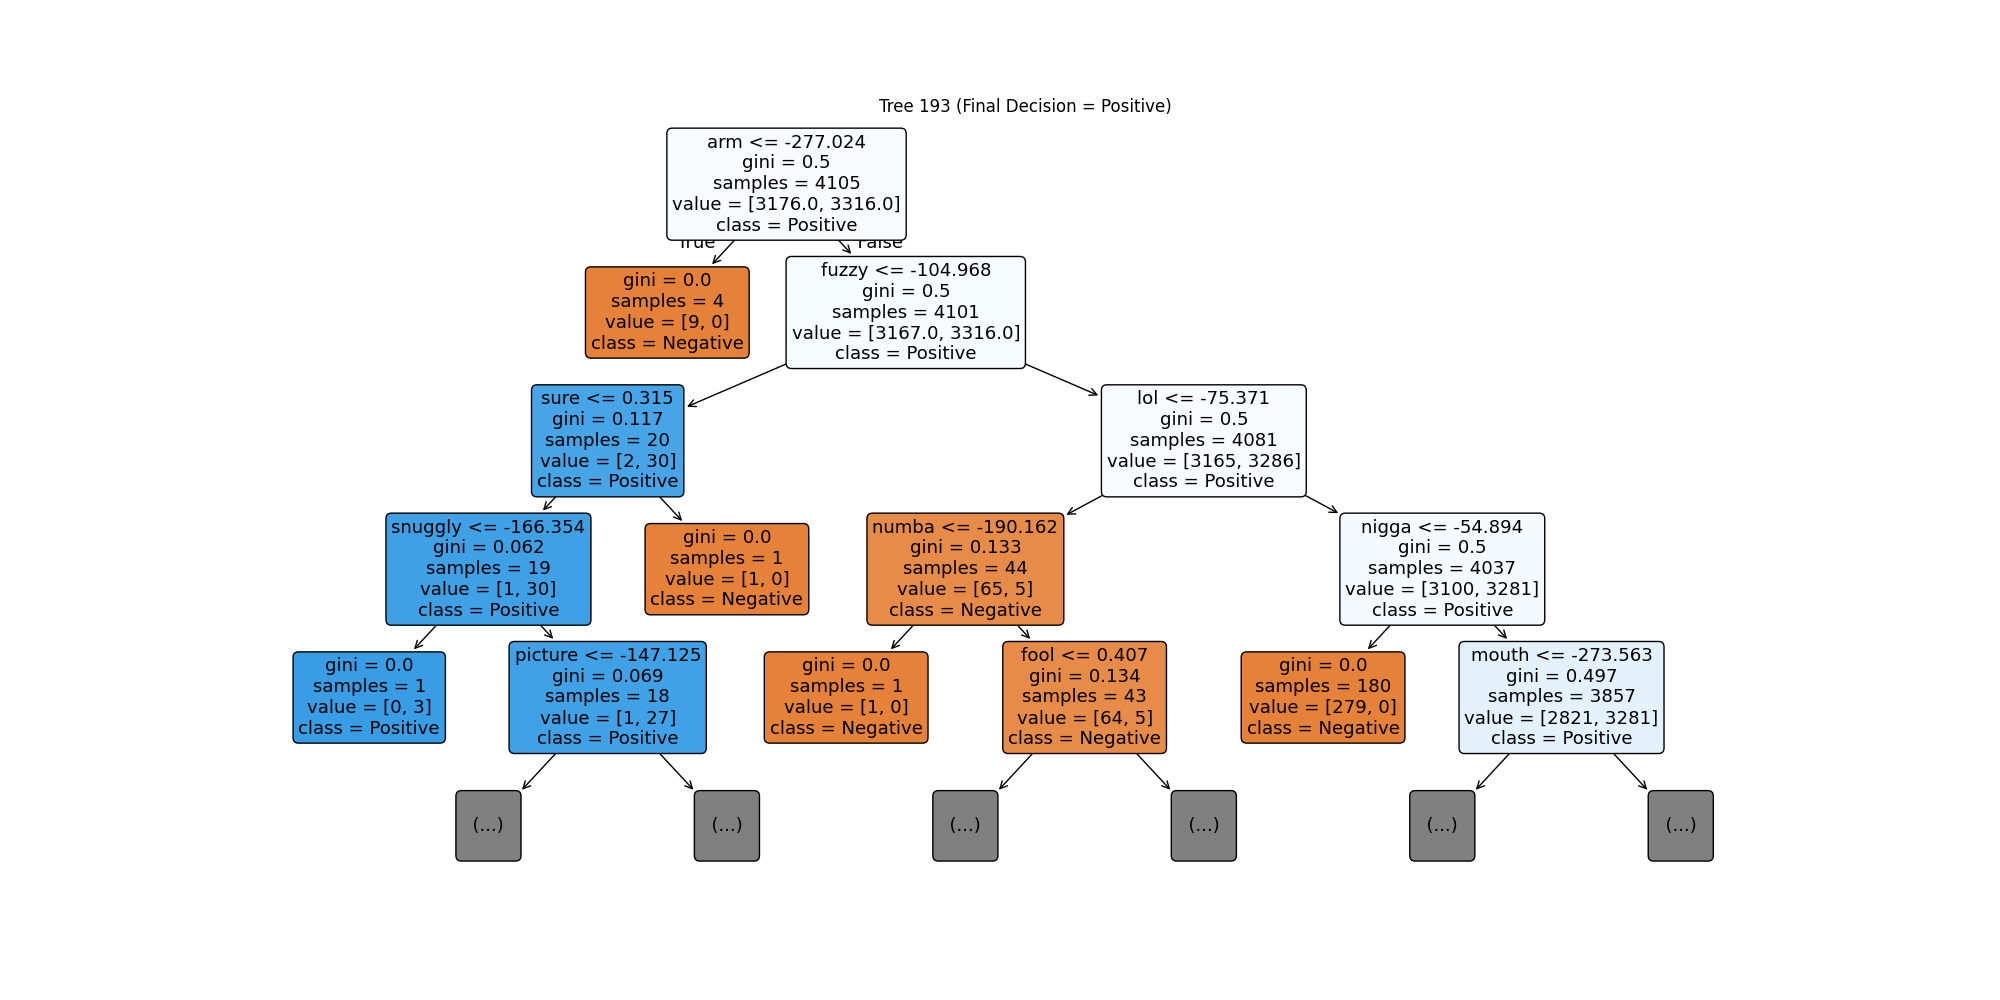 Tree 193 (Final Decision = Positive)
arm <= -277.024
gini = 0.5
samples = 4105
value = [3176.0, 3316.0]
class = Positive
True
False
gini = 0.0
samples = 4
value = [9, 0]
class = Negative
fuzzy <= -104.968
gini = 0.5
samples = 4101
value = [3167.0, 3316.0]
class = Positive
sure <= 0.315
gini = 0.117
samples = 20
value = [2, 30]
class = Positive
lol <= -75.371
gini = 0.5
samples = 4081
value = [3165, 3286]
class = Positive
snuggly <= -166.354
gini = 0.062
samples = 19
value = [1, 30]
class = Positive
gini = 0.0
samples = 1
value = [1, 0]
class = Negative
numba <= -190.162
gini = 0.133
samples = 44
value = [65, 5]
class = Negative
nigga <= -54.894
gini = 0.5
samples = 4037
value = [3100, 3281]
class = Positive
gini = 0.0
samples = 1
value = [0, 3]
class = Positive
picture <= -147.125
gini = 0.069
samples = 18
value = [1, 27]
class = Positive
gini = 0.0
samples = 1
value = [1, 0]
class = Negative
fool <= 0.407
gini = 0.134
samples = 43
value = [64, 5]
class = Negative
gini = 0.0
samples = 180
value = [279, 0]
class = Negative
mouth <= -273.563
gini = 0.497
samples = 3857
value = [2821, 3281]
class = Positive
(...)
(...)
(...)
(...)
(...)
(...)